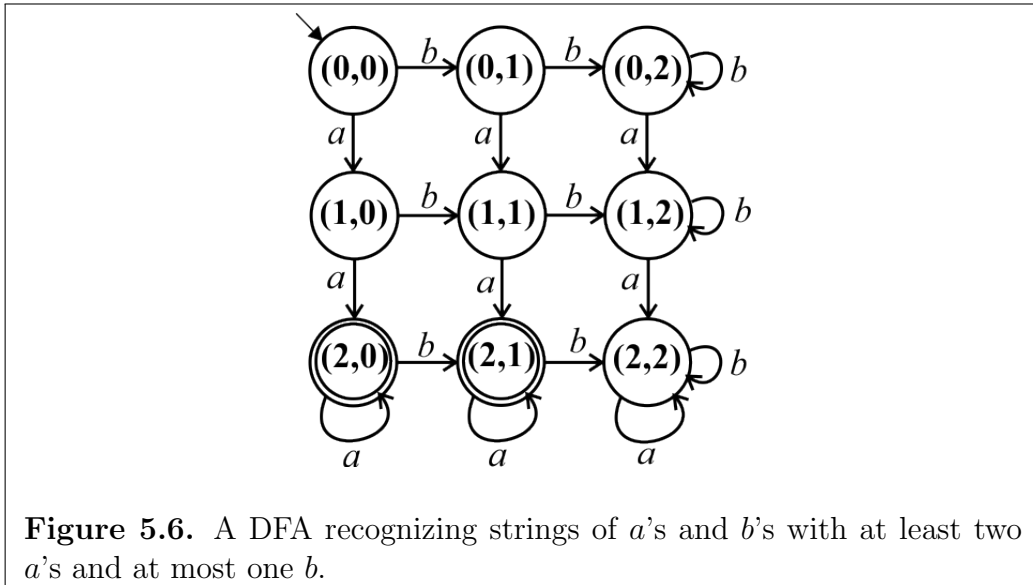 (0,0) b (0,1) b (0,2) b
a a a
(1,0) b (1,1) b (1,2) b
a a a
(2,0) b (2,1) b (2,2) b
a a a
Figure 5.6. A DFA recognizing strings of a's and b's with at least two
a's and at most one b.